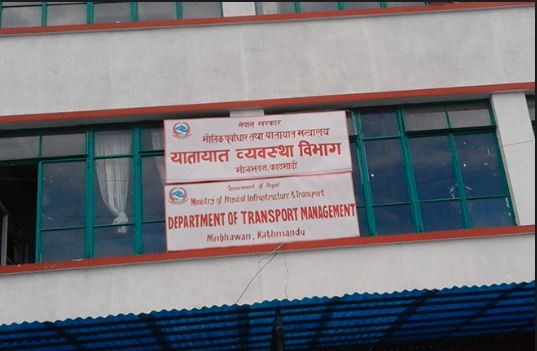 नेपाल सरकार
भौतिक पूर्वाधार तथा यातायात मन्त्रालय
यातायात व्यवस्था विभाग
मीनभवन, काठमाडौं
Government of Nepal
Ministry of Physical Infrastructure & Transport
DEPARTMENT OF TRANSPORT MANAGEMENT
Minbhawan, Kathmandu